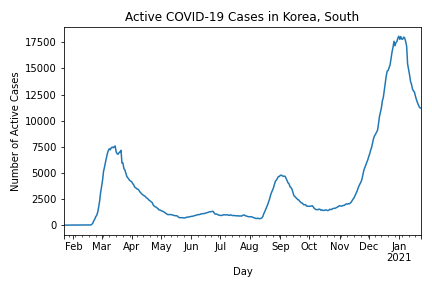 Active COVID-19 Cases in Korea, South
Number of Active Cases
17500
15000
12500
10000
7500
5000
2500
0
Feb Mar Apr May Jun Jul Aug Sep Oct Nov Dec Jan
2021
Day